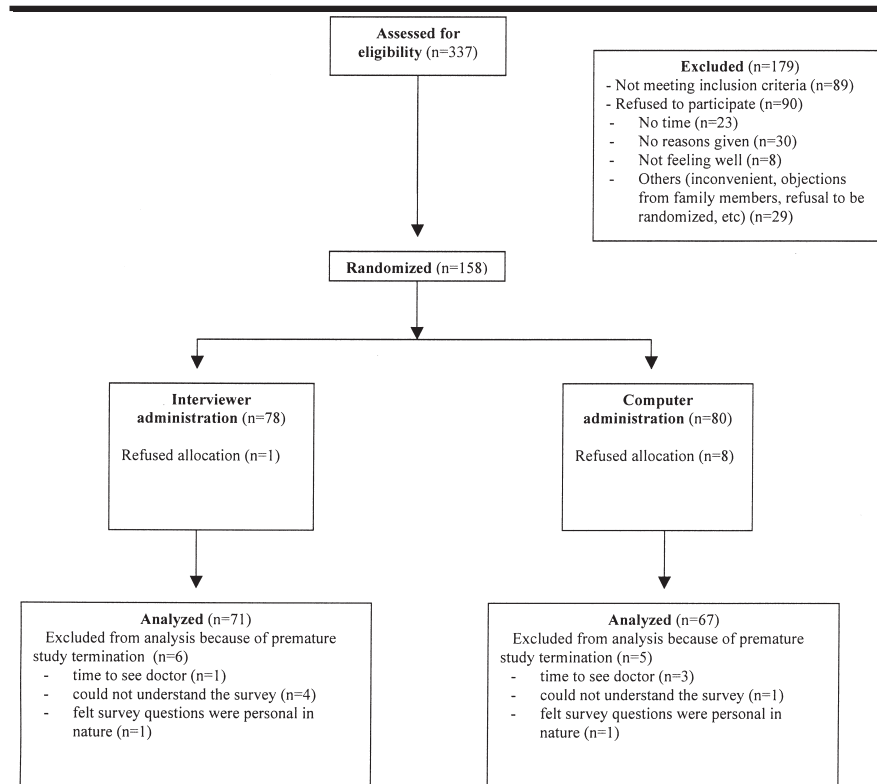 Assessed for
eligibility (n=337)
Excluded (n=179)
- Not meeting inclusion criteria (n=89)
- Refused to participate (n=90)
- No time (n=23)
- No reasons given (n=30)
- Not feeling well (n=8)
- Others (inconvenient, objections
from family members, refusal to be
randomized, etc) (n=29)
Randomized (n=158)
Interviewer
administration (n=78)
Refused allocation (n=1)
Computer
administration (n=80)
Refused allocation (n=8)
Analyzed (n=71)
Excluded from analysis because of premature
study termination (n=6)
- time to see doctor (n=1)
- could not understand the survey (n=4)
- felt survey questions were personal in
nature (n=1)
Analyzed (n=67)
Excluded from analysis because of premature
study termination (n=5)
- time to see doctor (n=3)
- could not understand the survey (n=1)
- felt survey questions were personal in
nature (n=1)